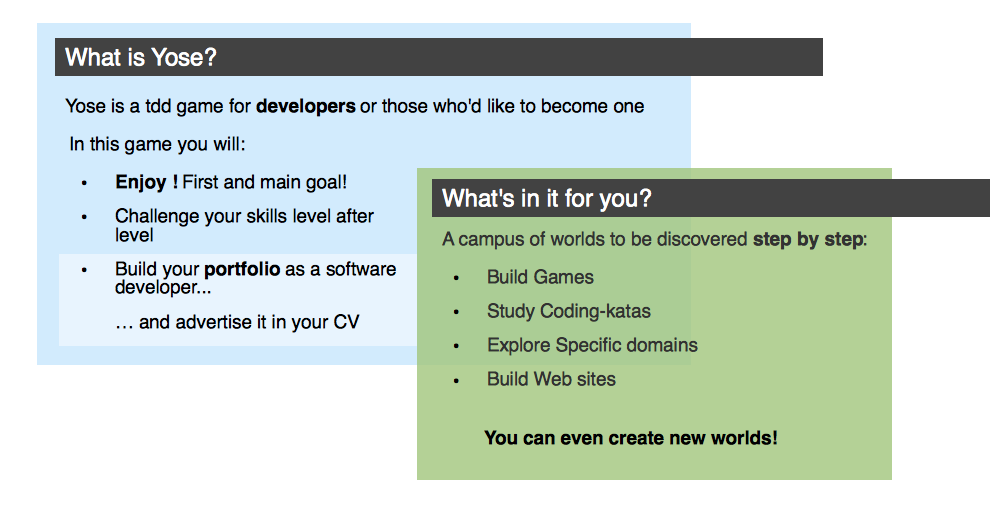 What is Yose?
Yose is a tdd game for developers or those who'd like to become one
In this game you will:
• Enjoy ! First and main goal!
• Challenge your skills level after
level
• Build your portfolio as a software
developer...
… and advertise it in your CV
What's in it for you?
A campus of worlds to be discovered step by step:
• Build Games
• Study Coding-katas
• Explore Specific domains
• Build Web sites
You can even create new worlds!